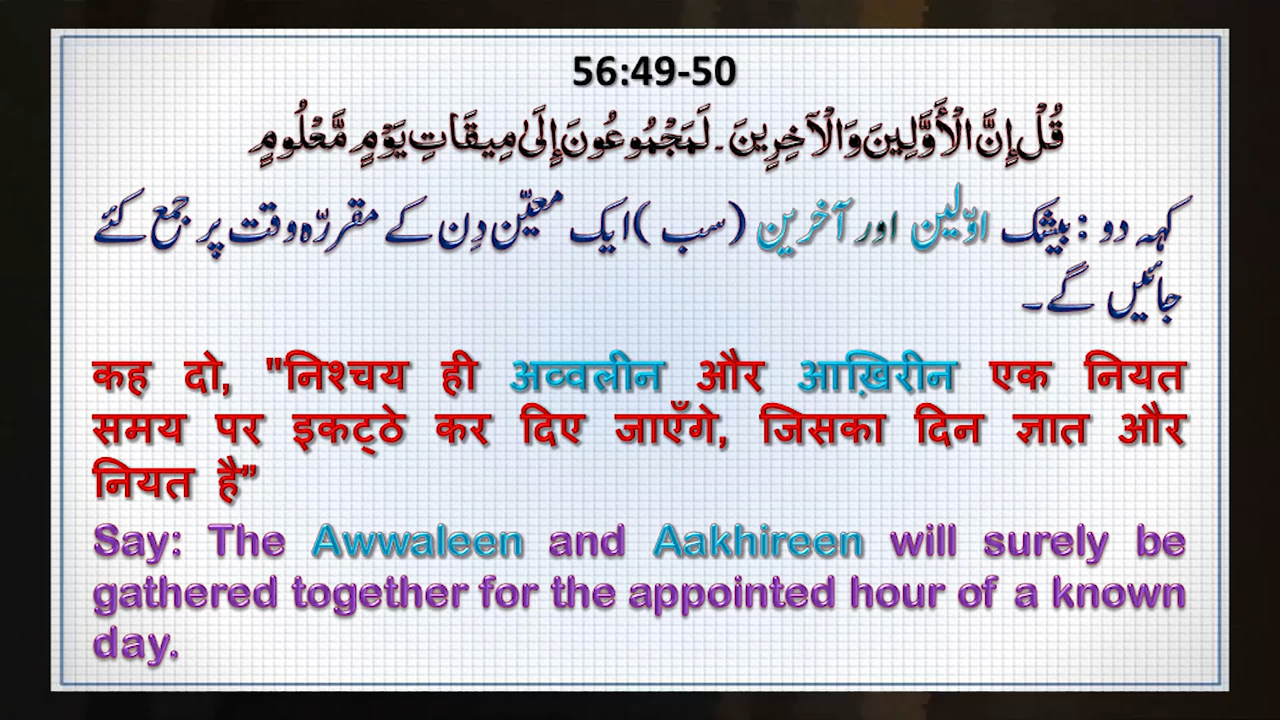 56:49-50
قُلْ إِنَّ الْأَوَّلِينَ وَالْآخِرِينَ ۔ لَمَجْمُوعُونَ إِلَىٰ مِيقَاتِ يَوْمٍ مَّعْلُومٍ
کہہ دو : بیشک اوّلین اور آخرین (سب )ایک معیّن دِن کے مقررّہ وقت پر جمع کئے
جائیں گے۔
कह दो, "निश्चय ही अव्वलीन और आख़िरीन एक नियत
समय पर इकट्ठे कर दिए जाएँगे, जिसका दिन ज्ञात और
नियत है”
Say: The Awwaleen and Aakhireen will surely be
gathered together for the appointed hour of a known
day.